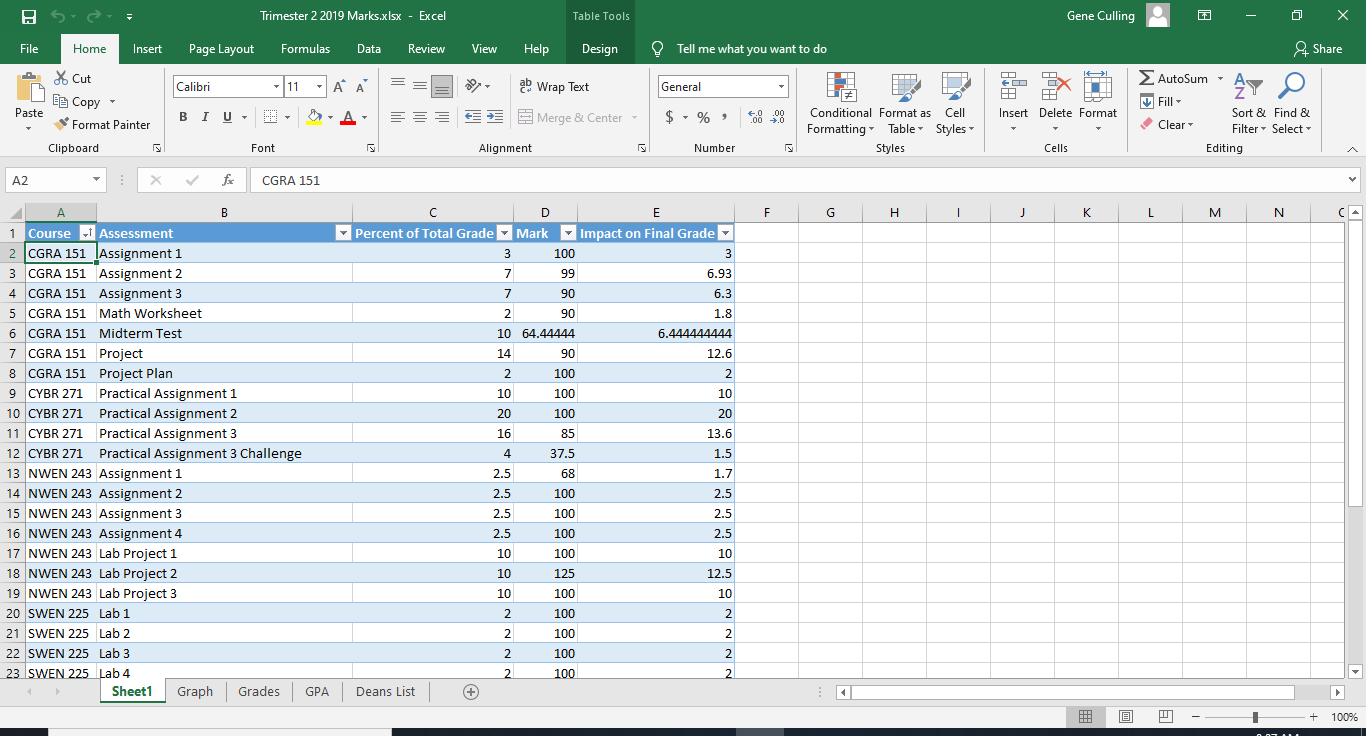 Trimester 2 2019 Marks.xlsx - Excel
Table Tools
Gene Culling
File Home Insert Page Layout Formulas Data Review View Help Design Tell me what you want to do Share
Paste
Cut
Copy
Format Painter
Clipboard
Calibri 11
A A
B I U A
Font
ab Wrap Text
Merge & Center
Alignment
General
$ % ,
Number
Conditional Formatting
Format as Table
Cell Styles
Styles
Insert Delete Format
Cells
AutoSum
Fill
Clear
Sort & Filter
Find & Select
Editing
A2 fx CGRA 151
A B C D E F G H I J K L M N
1 Course Assessment Percent of Total Grade Mark Impact on Final Grade
2 CGRA 151 Assignment 1 3 100 3
3 CGRA 151 Assignment 2 7 99 6.93
4 CGRA 151 Assignment 3 7 90 6.3
5 CGRA 151 Math Worksheet 2 90 1.8
6 CGRA 151 Midterm Test 10 64.44444 6.444444444
7 CGRA 151 Project 14 90 12.6
8 CGRA 151 Project Plan 2 100 2
9 CYBR 271 Practical Assignment 1 10 100 10
10 CYBR 271 Practical Assignment 2 20 100 20
11 CYBR 271 Practical Assignment 3 16 85 13.6
12 CYBR 271 Practical Assignment 3 Challenge 4 37.5 1.5
13 NWEN 243 Assignment 1 2.5 68 1.7
14 NWEN 243 Assignment 2 2.5 100 2.5
15 NWEN 243 Assignment 3 2.5 100 2.5
16 NWEN 243 Assignment 4 2.5 100 2.5
17 NWEN 243 Lab Project 1 10 100 10
18 NWEN 243 Lab Project 2 10 125 12.5
19 NWEN 243 Lab Project 3 10 100 10
20 SWEN 225 Lab 1 2 100 2
21 SWEN 225 Lab 2 2 100 2
22 SWEN 225 Lab 3 2 100 2
23 SWEN 225 Lab 4 2 100 2
Sheet1 Graph Grades GPA Deans List
100%